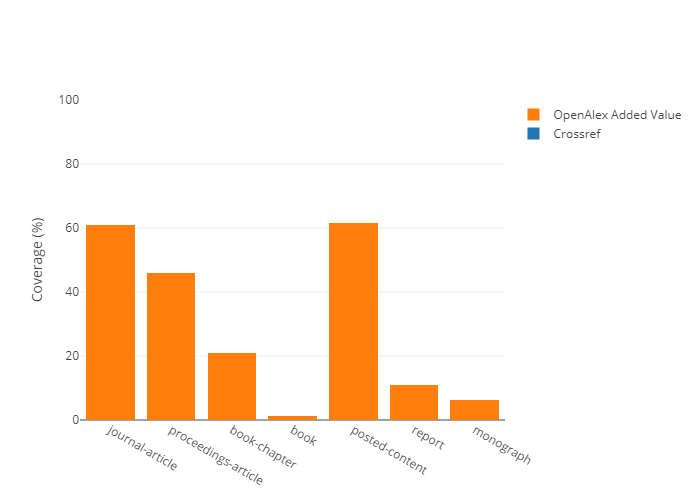 100
80
60
40
20
0
Coverage (%)
journal-article
proceedings-article
book-chapter
book
posted-content
report
monograph
OpenAlex Added Value
Crossref